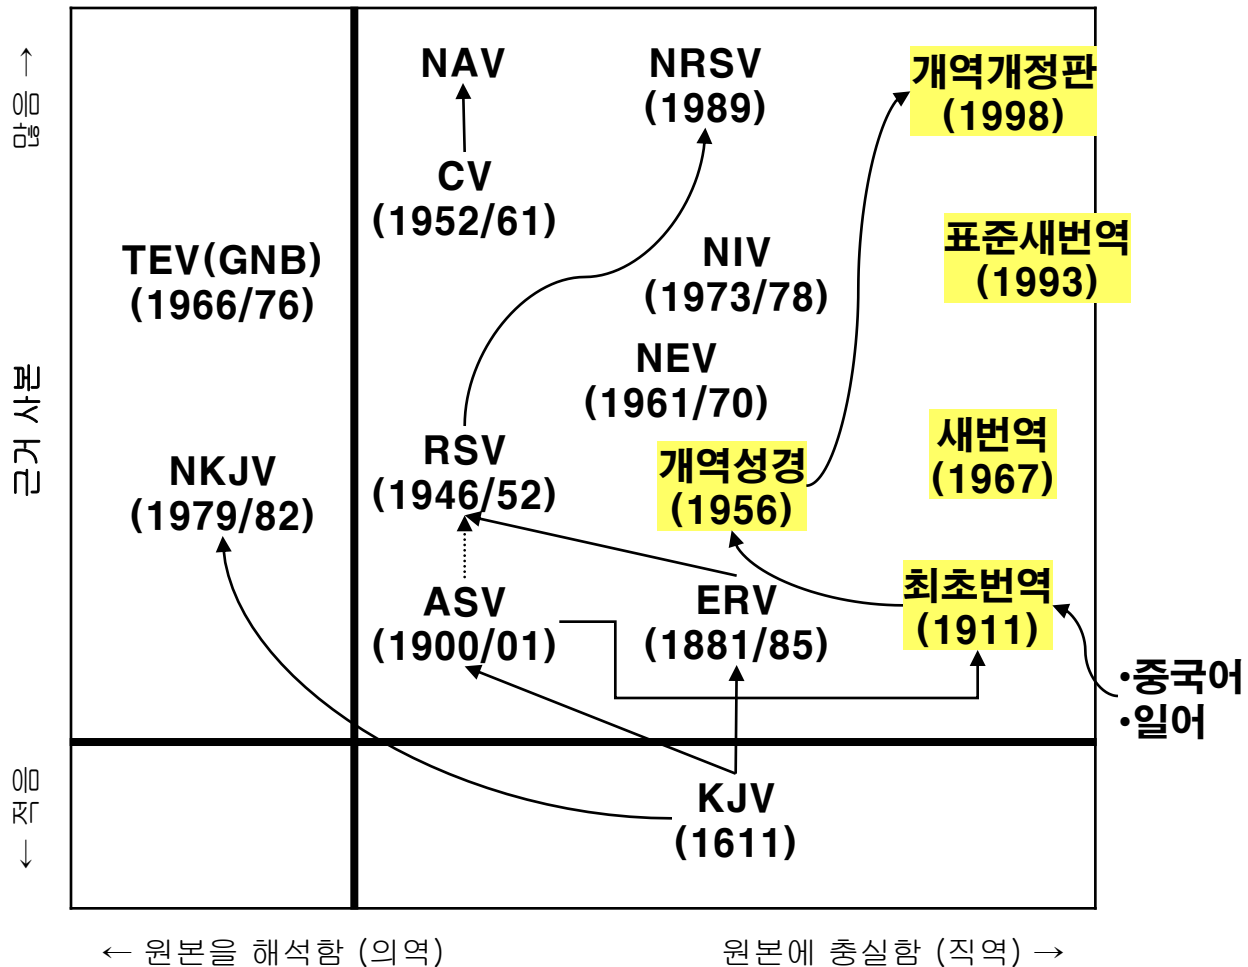 많음 →
근거 사본
← 적음
NAV
NRSV
(1989)
개역개정판
(1998)
CV
(1952/61)
TEV(GNB)
(1966/76)
NIV
(1973/78)
표준새번역
(1993)
NEV
(1961/70)
RSV
(1946/52)
NKJV
(1979/82)
개역성경
(1956)
새번역
(1967)
ASV
(1900/01)
ERV
(1881/85)
최초번역
(1911)
•중국어
•일어
KJV
(1611)
← 원본을 해석함 (의역)
원본에 충실함 (직역) →